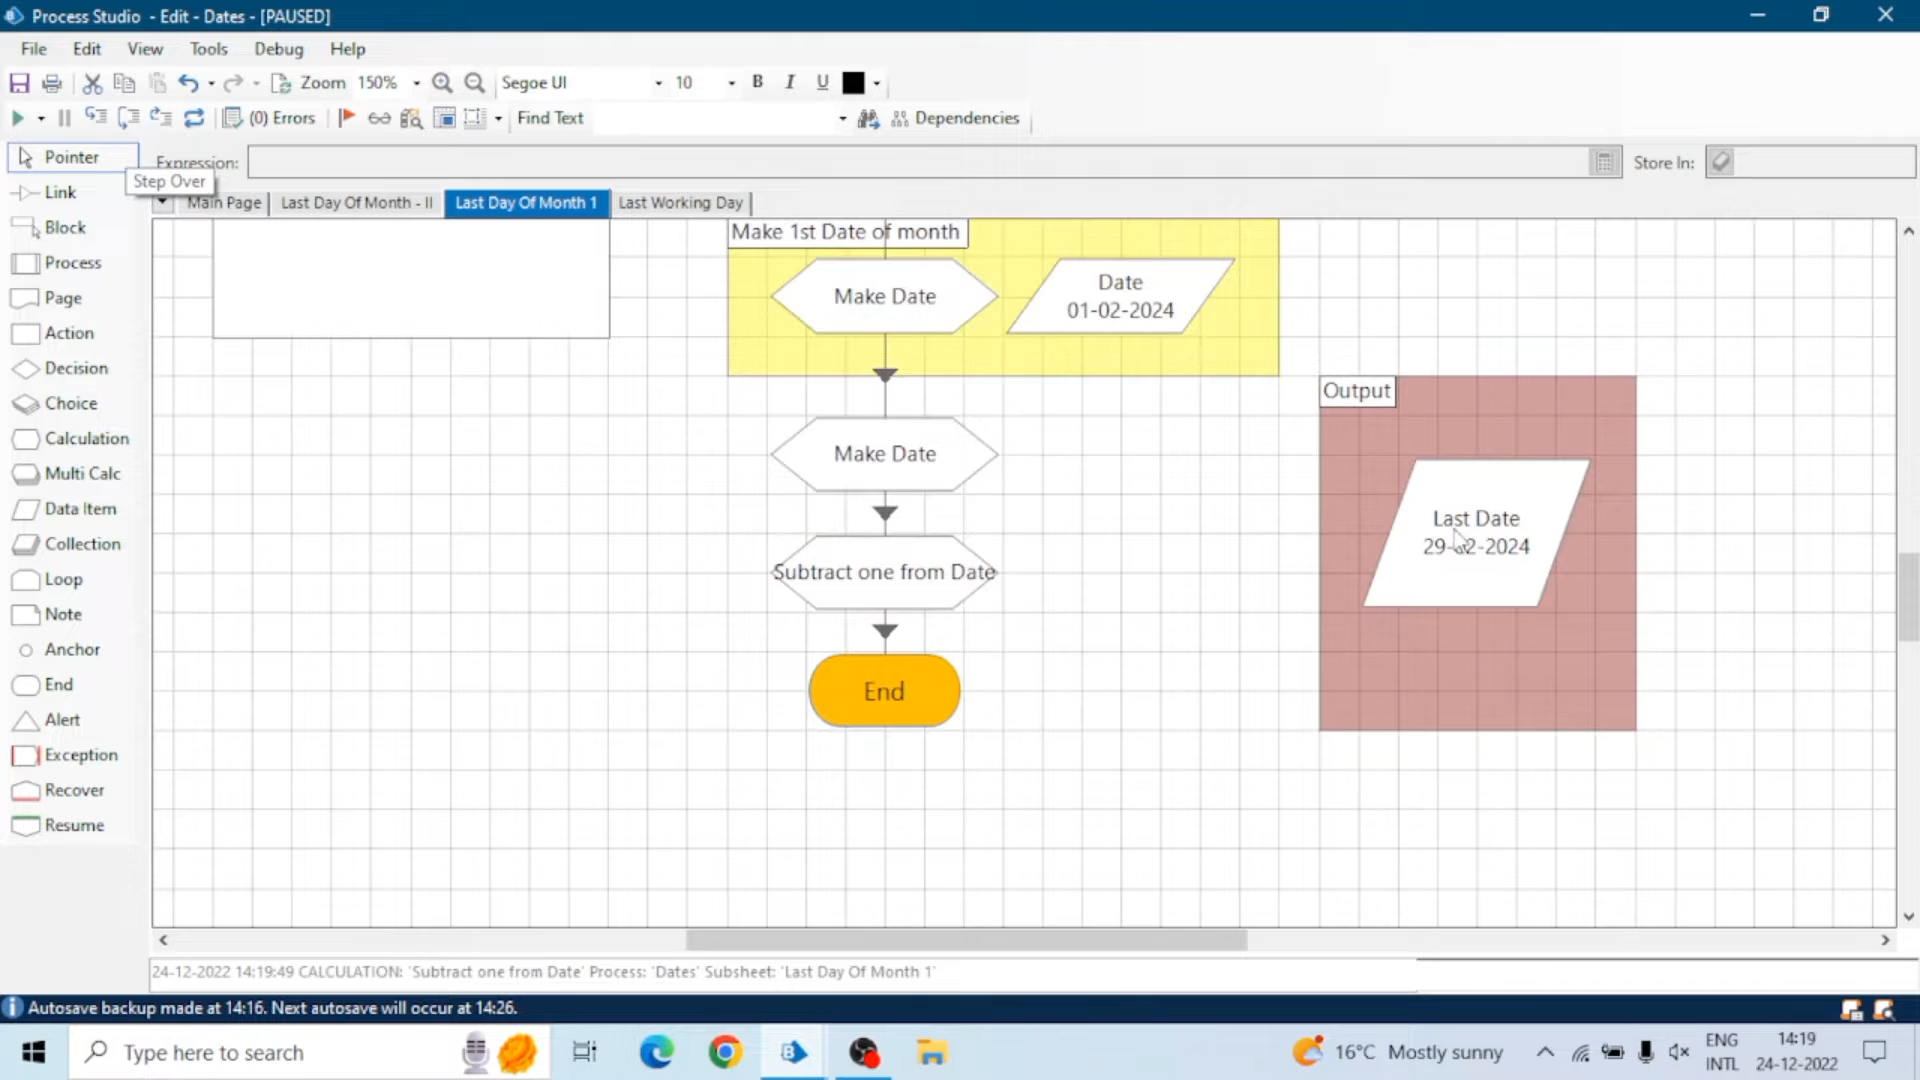 Process Studio - Edit - Dates - [PAUSED]
File Edit View Tools Debug Help
Zoom 150% Segoe UI 10 B I U
(0) Errors Find Text Dependencies
Pointer
Expression:
Store In:
Step Over
Link
Main Page
Last Day Of Month - II
Last Day Of Month 1
Last Working Day
Block
Process
Page
Action
Decision
Choice
Calculation
Multi Calc
Data Item
Collection
Loop
Note
Anchor
End
Alert
Exception
Recover
Resume
Make 1st Date of month
Make Date
Date
01-02-2024
Output
Make Date
Last Date
29-02-2024
Subtract one from Date
End
24-12-2022 14:19:49 CALCULATION: 'Subtract one from Date' Process: 'Dates' Subsheet: 'Last Day Of Month 1'
Autosave backup made at 14:16. Next autosave will occur at 14:26.
Type here to search
16°C Mostly sunny
ENG
INTL
14:19
24-12-2022